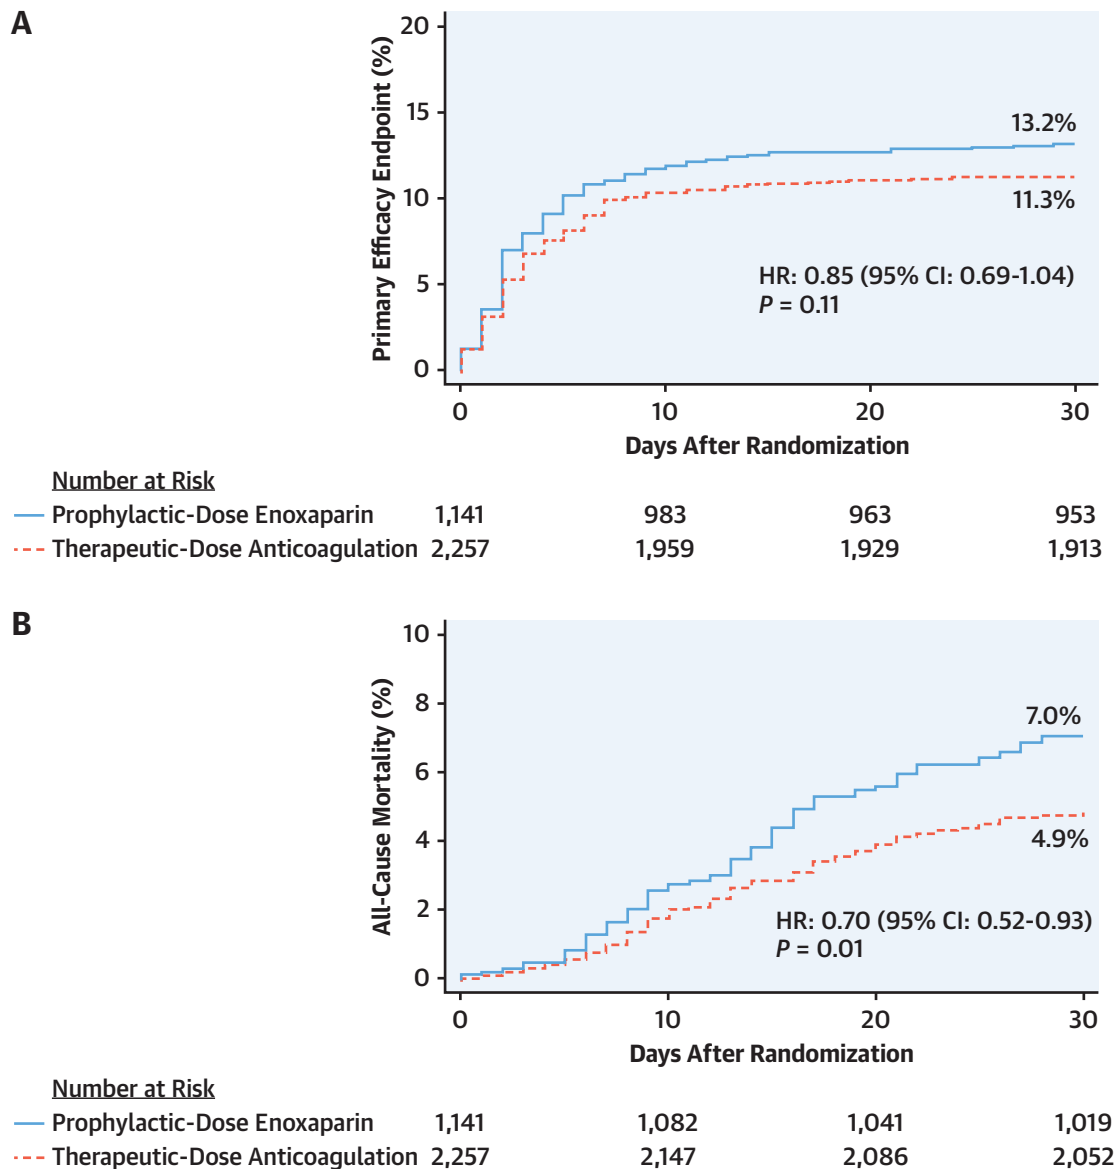 A
Primary Efficacy Endpoint (%)
20
15
10
5
0
13.2%
11.3%
HR: 0.85 (95% CI: 0.69-1.04)
P = 0.11
0 10 20 30
Days After Randomization
Number at Risk
Prophylactic-Dose Enoxaparin 1,141 983 963 953
Therapeutic-Dose Anticoagulation 2,257 1,959 1,929 1,913
B
All-Cause Mortality (%)
10
8
6
4
2
0
7.0%
4.9%
HR: 0.70 (95% CI: 0.52-0.93)
P = 0.01
0 10 20 30
Days After Randomization
Number at Risk
Prophylactic-Dose Enoxaparin 1,141 1,082 1,041 1,019
Therapeutic-Dose Anticoagulation 2,257 2,147 2,086 2,052